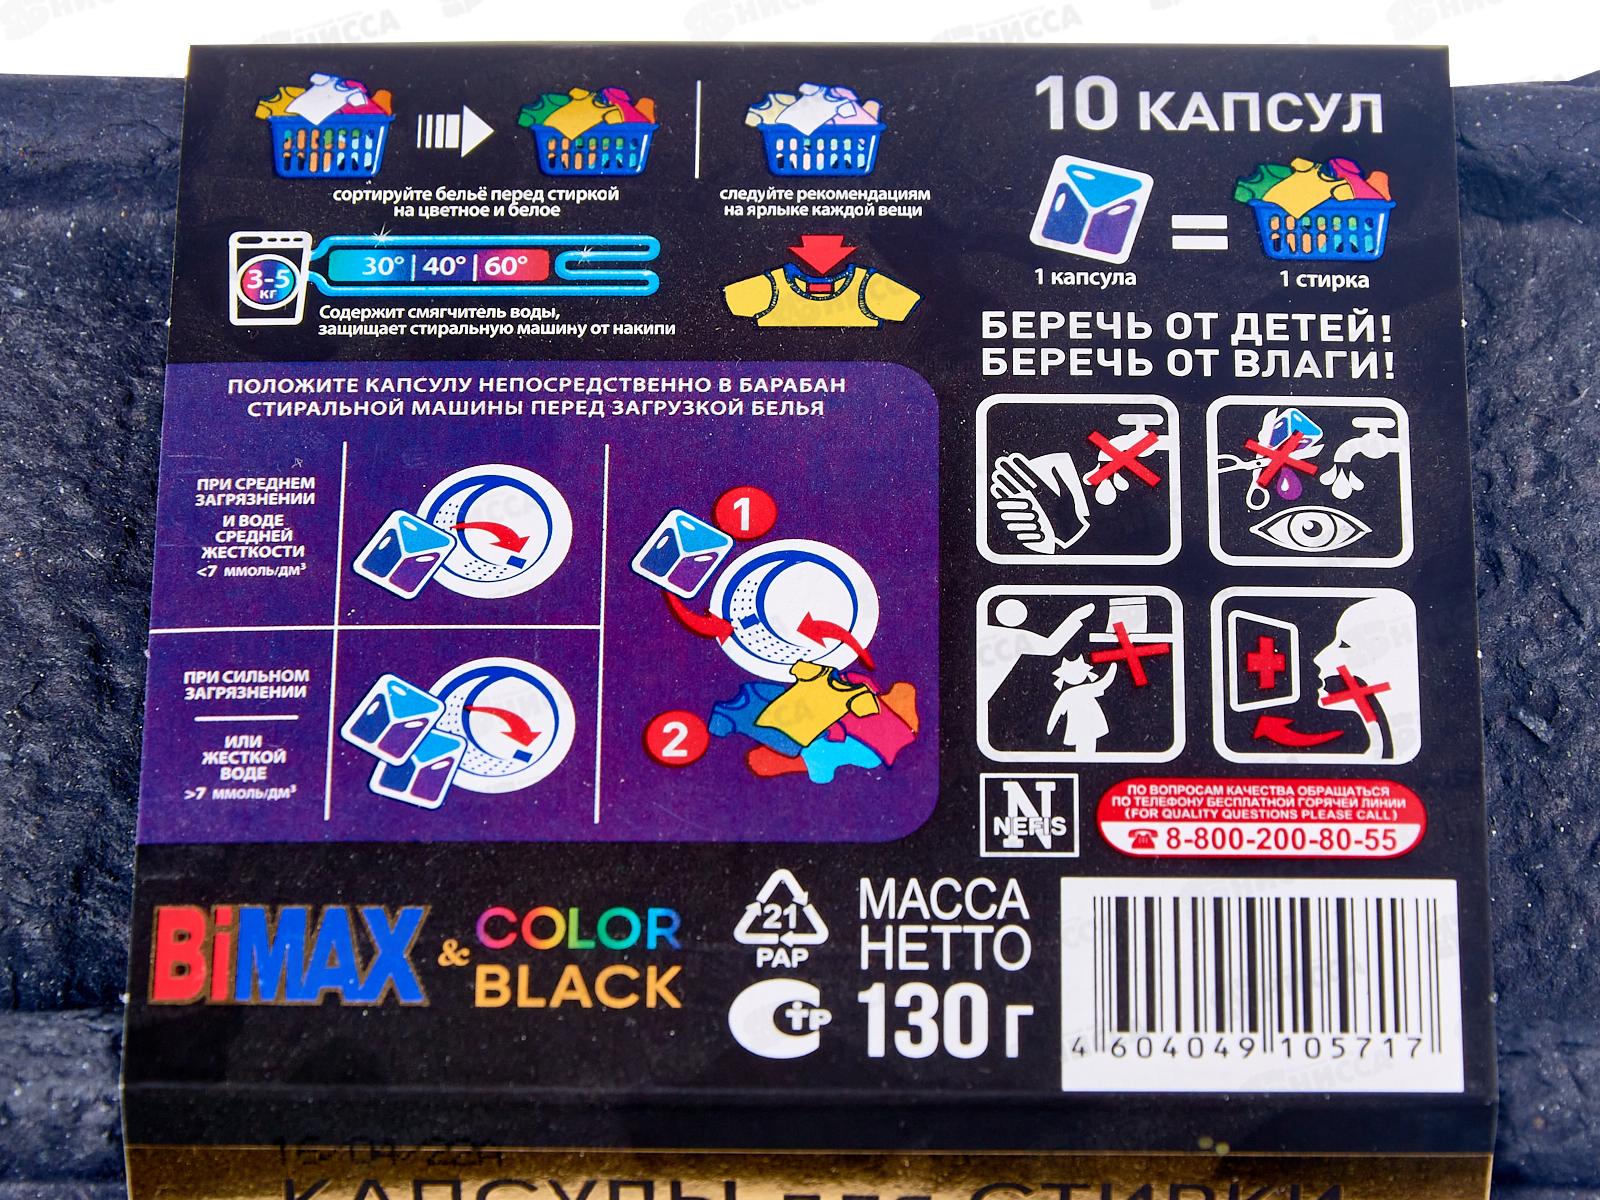 сортируйте бельё перед стиркой
на цветное и белое
следуйте рекомендациям
на ярлыке каждой вещи
10 КАПСУЛ
1 капсула
=
1 стирка
3-5
кг
30° | 40° | 60°
Содержит смягчитель воды,
защищает стиральную машину от накипи
БЕРЕЧЬ ОТ ДЕТЕЙ!
БЕРЕЧЬ ОТ ВЛАГИ!
ПОЛОЖИТЕ КАПСУЛУ НЕПОСРЕДСТВЕННО В БАРАБАН
СТИРАЛЬНОЙ МАШИНЫ ПЕРЕД ЗАГРУЗКОЙ БЕЛЬЯ
ПРИ СРЕДНЕМ
ЗАГРЯЗНЕНИИ
И ВОДЕ
СРЕДНЕЙ
ЖЕСТКОСТИ
<7 ММОЛЬ/ДМ³
ПРИ СИЛЬНОМ
ЗАГРЯЗНЕНИИ
ИЛИ
ЖЕСТКОЙ
ВОДЕ
>7 ММОЛЬ/ДМ³
1
2
N
NEFIS
ПО ВОПРОСАМ КАЧЕСТВА ОБРАЩАТЬСЯ
ПО ТЕЛЕФОНУ БЕСПЛАТНОЙ ГОРЯЧЕЙ ЛИНИИ
(FOR QUALITY QUESTIONS PLEASE CALL)
8-800-200-80-55
BiMAX & COLOR
BLACK
21
PAP
СТР
МАССА
НЕТТО
130 г
4 604049 105717
КАПСУЛЫ для СТИРКИ